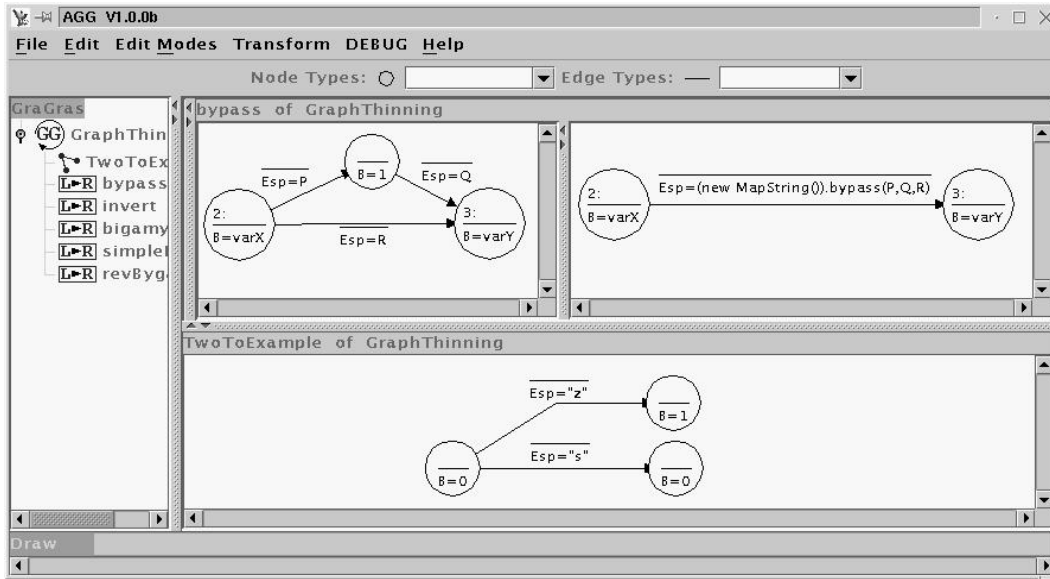 AGG V1.0.0b
File Edit Edit Modes Transform DEBUG Help
Node Types: Edge Types:
GraGras
GG GraphThin
TwoToEx
L R bypass
L R invert
L R bigamy
L R simple
L R revByg
bypass of GraphThinning
Esp=P
B=1
Esp=Q
2:
B=varX
Esp=R
3:
B=varY
Esp=(new MapString()).bypass(P,Q,R)
2:
B=varX
3:
B=varY
TwoToExample of GraphThinning
Esp="z"
B=1
Esp="s"
B=0
B=0
Draw